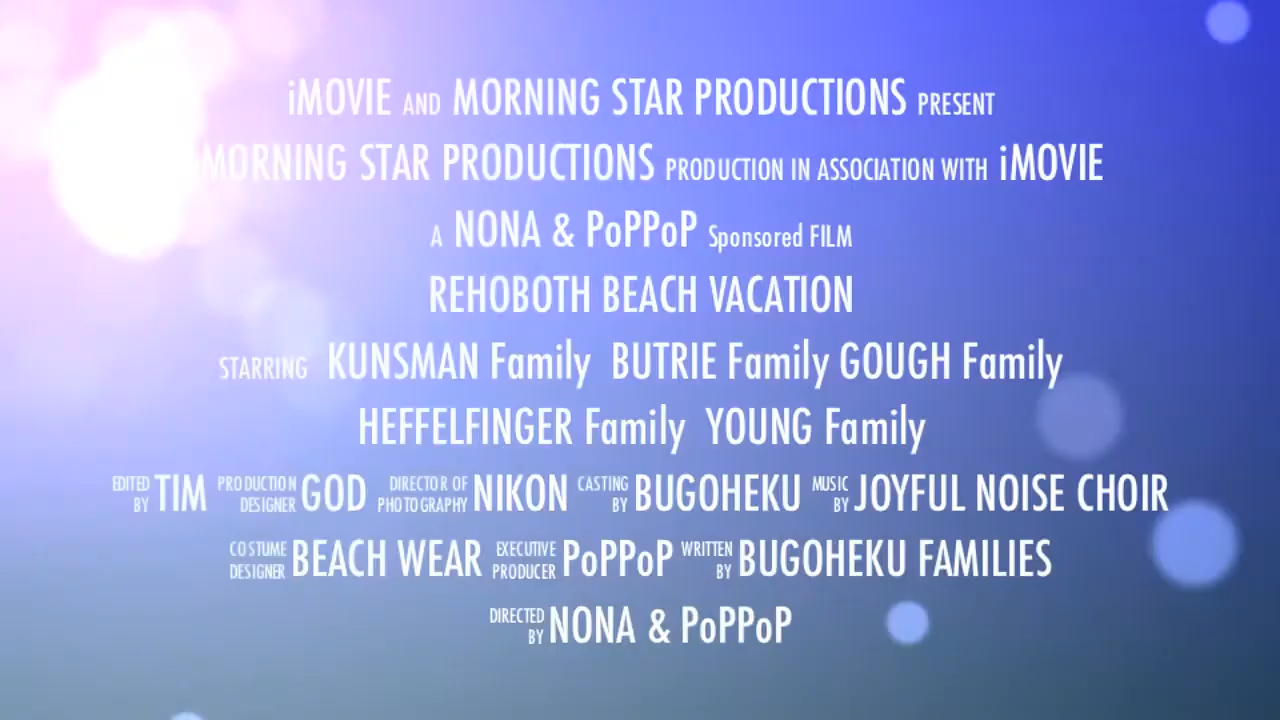 iMOVIE AND MORNING STAR PRODUCTIONS PRESENT
MORNING STAR PRODUCTIONS PRODUCTION IN ASSOCIATION WITH iMOVIE
A NONA & PoPPoP Sponsored FILM
REHOBOTH BEACH VACATION
STARRING KUNSMAN Family BUTRIE Family GOUGH Family
HEFFELFINGER Family YOUNG Family
EDITED BY TIM PRODUCTION DESIGNER GOD DIRECTOR OF PHOTOGRAPHY NIKON CASTING BY BUGOHEKU MUSIC BY JOYFUL NOISE CHOIR
COSTUME DESIGNER BEACH WEAR EXECUTIVE PRODUCER PoPPoP WRITTEN BY BUGOHEKU FAMILIES
DIRECTED BY NONA & PoPPoP